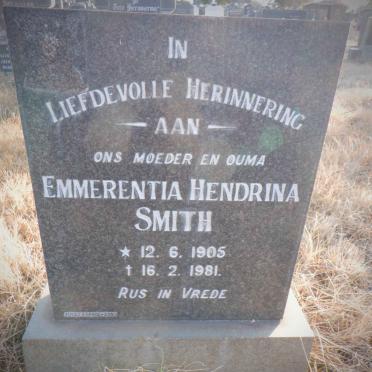 IN
LIEFDEVOLLE HERINNERING
AAN
ONS MOEDER EN OUMA
EMMERENTIA HENDRINA
SMITH
★ 12. 6. 1905
† 16. 2. 1981.
RUS IN VREDE